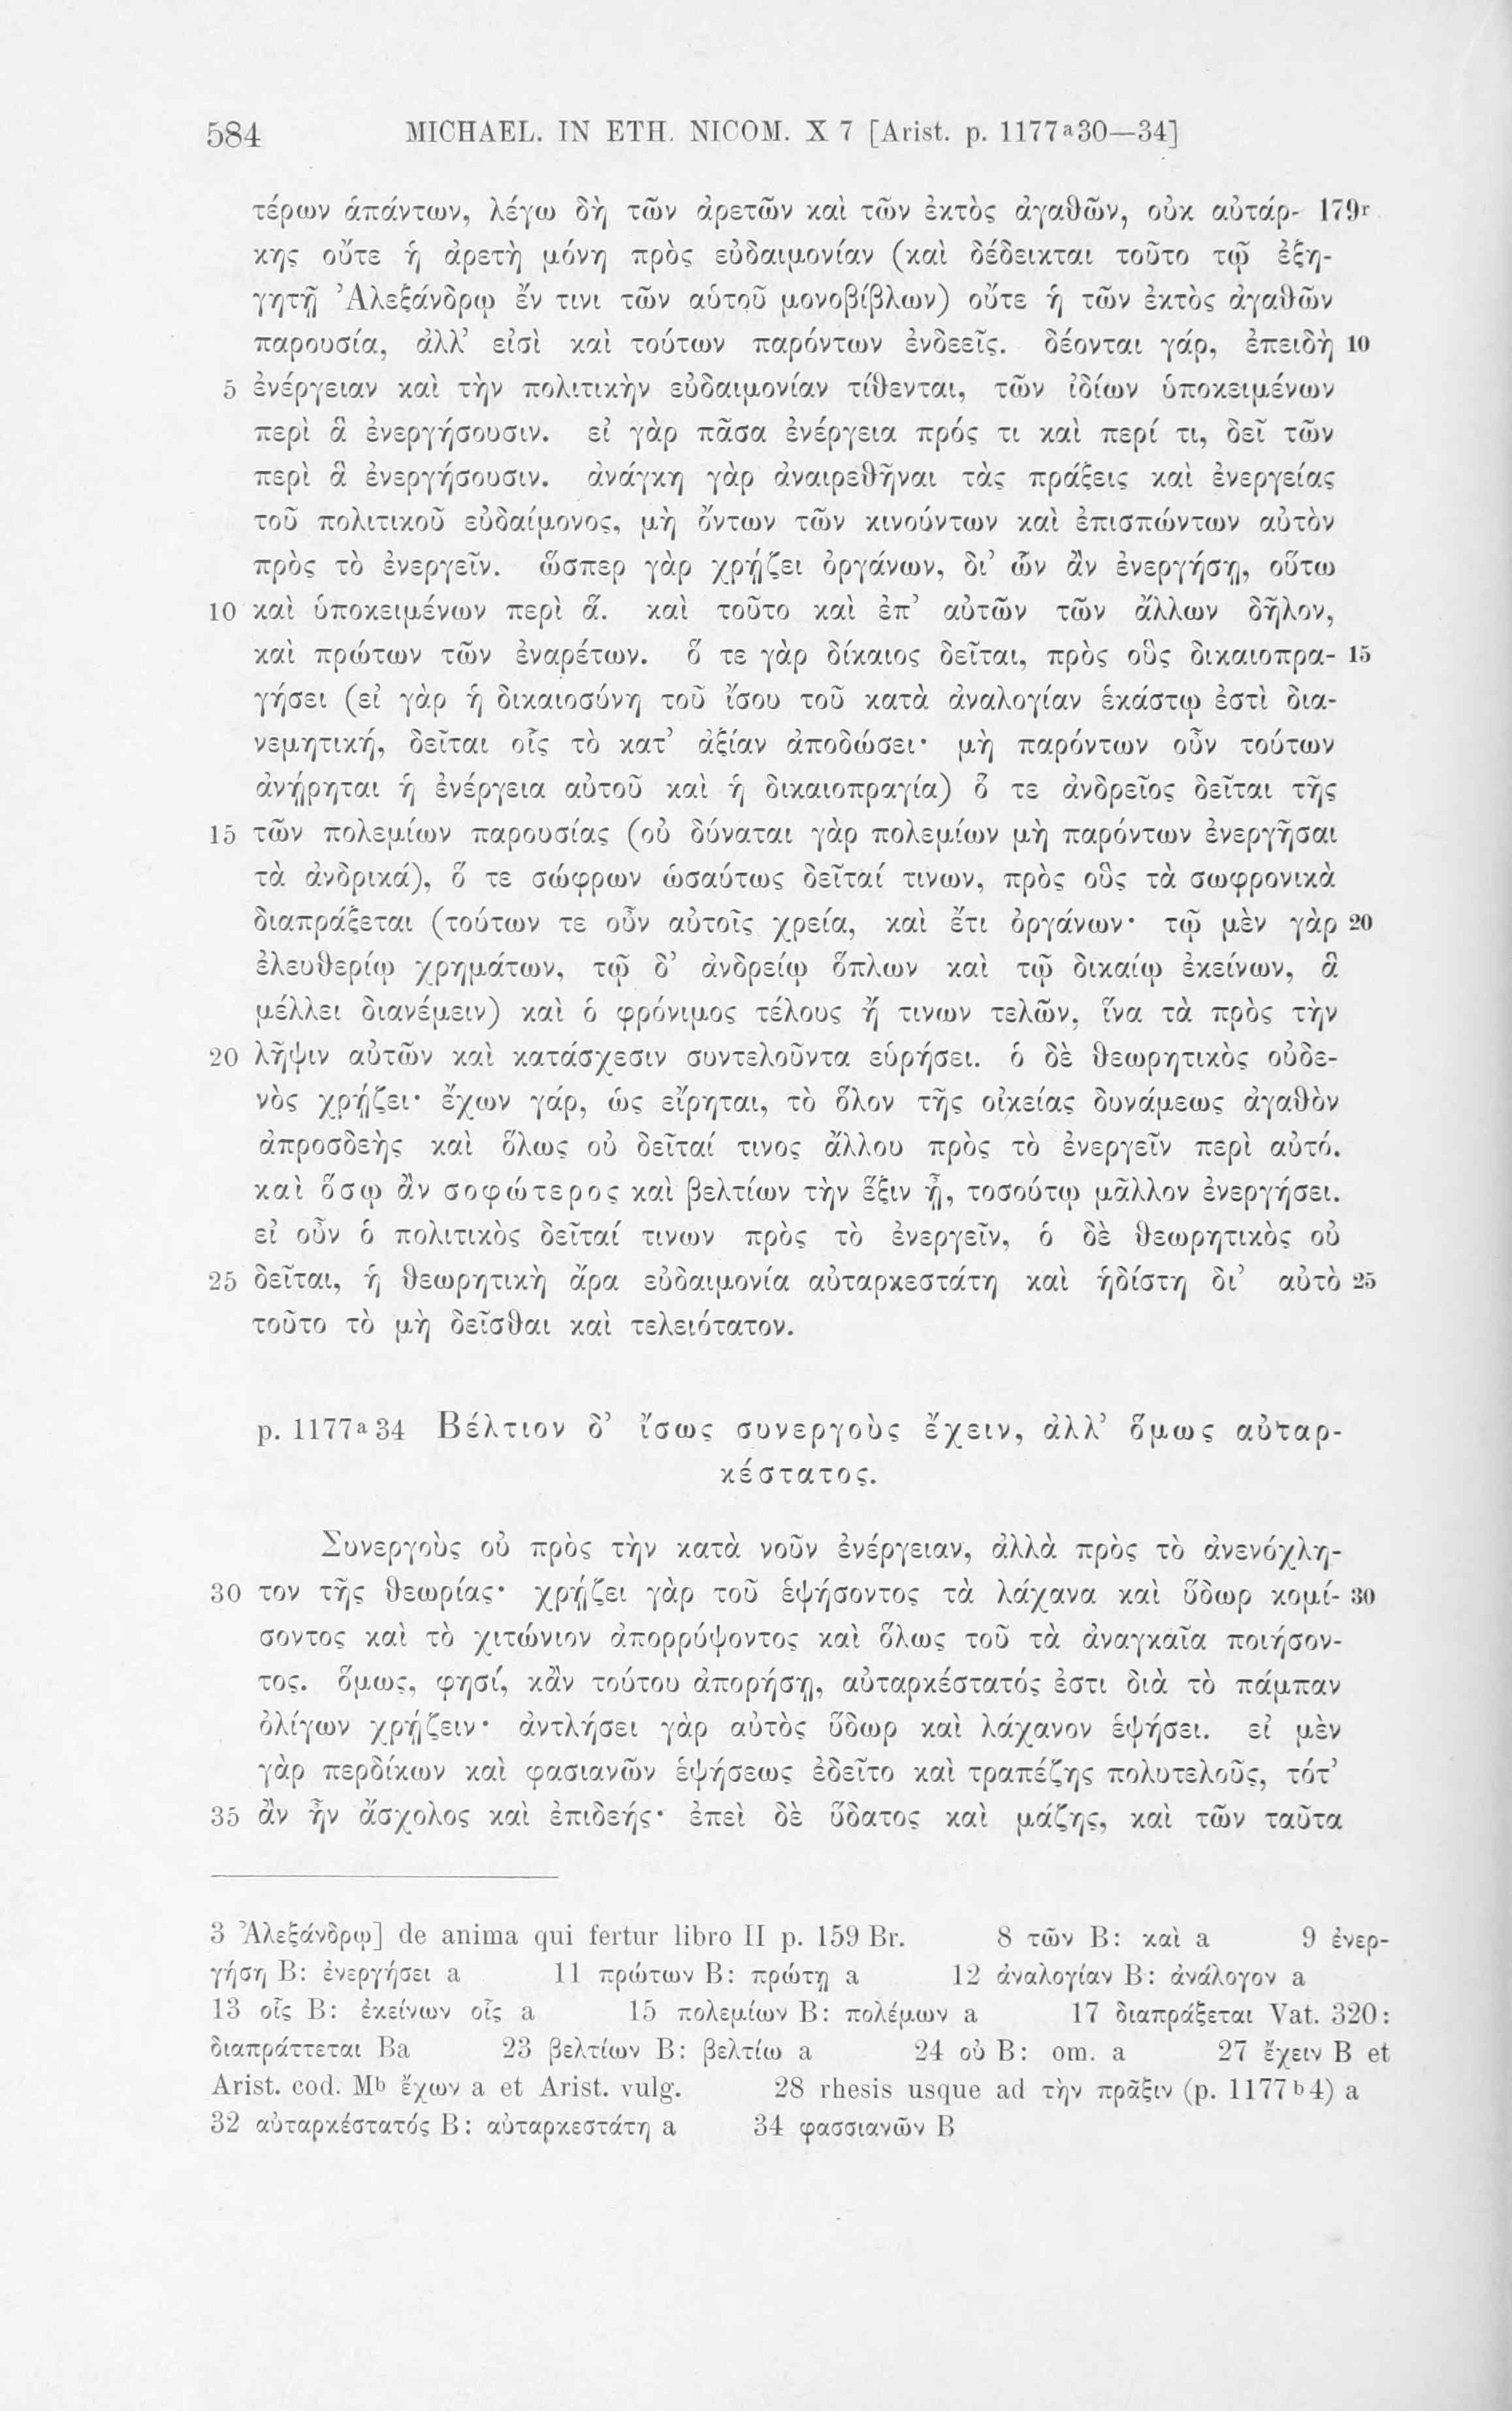 584 MICHAEL. IN ETH. NICOM. X 7 [Arist. p. 1177ᵃ30—34]
τέρων ἁπάντων, λέγω δὴ τῶν ἀρετῶν καὶ τῶν ἐκτὸς ἀγαθῶν, οὐκ αὐτάρ- 179ʳ
κης οὔτε ἡ ἀρετὴ μόνη πρὸς εὐδαιμονίαν (καὶ δέδεικται τοῦτο τῷ ἐξη-
γητῇ Ἀλεξάνδρῳ ἔν τινι τῶν αὑτοῦ μονοβίβλων) οὔτε ἡ τῶν ἐκτὸς ἀγαθῶν
παρουσία, ἀλλ’ εἰσὶ καὶ τούτων παρόντων ἐνδεεῖς. δέονται γάρ, ἐπειδὴ 10
5 ἐνέργειαν καὶ τὴν πολιτικὴν εὐδαιμονίαν τίθενται, τῶν ἰδίων ὑποκειμένων
περὶ ἃ ἐνεργήσουσιν. εἰ γὰρ πᾶσα ἐνέργεια πρός τι καὶ περί τι, δεῖ τῶν
περὶ ἃ ἐνεργήσουσιν. ἀνάγκη γὰρ ἀναιρεθῆναι τὰς πράξεις καὶ ἐνεργείας
τοῦ πολιτικοῦ εὐδαίμονος, μὴ ὄντων τῶν κινούντων καὶ ἐπισπώντων αὐτὸν
πρὸς τὸ ἐνεργεῖν. ὥσπερ γὰρ χρῄζει ὀργάνων, δι’ ὧν ἂν ἐνεργήσῃ, οὕτω
10 καὶ ὑποκειμένων περὶ ἅ. καὶ τοῦτο καὶ ἐπ’ αὐτῶν τῶν ἄλλων δῆλον,
καὶ πρώτων τῶν ἐναρέτων. ὅ τε γὰρ δίκαιος δεῖται, πρὸς οὓς δικαιοπρα- 15
γήσει (εἰ γὰρ ἡ δικαιοσύνη τοῦ ἴσου τοῦ κατὰ ἀναλογίαν ἑκάστῳ ἐστὶ δια-
νεμητική, δεῖται οἷς τὸ κατ’ ἀξίαν ἀποδώσει· μὴ παρόντων οὖν τούτων
ἀνῄρηται ἡ ἐνέργεια αὐτοῦ καὶ ἡ δικαιοπραγία) ὅ τε ἀνδρεῖος δεῖται τῆς
15 τῶν πολεμίων παρουσίας (οὐ δύναται γὰρ πολεμίων μὴ παρόντων ἐνεργῆσαι
τὰ ἀνδρικά), ὅ τε σώφρων ὡσαύτως δεῖταί τινων, πρὸς οὓς τὰ σωφρονικὰ
διαπράξεται (τούτων τε οὖν αὐτοῖς χρεία, καὶ ἔτι ὀργάνων· τῷ μὲν γὰρ 20
ἐλευθερίῳ χρημάτων, τῷ δ’ ἀνδρείῳ ὅπλων καὶ τῷ δικαίῳ ἐκείνων, ἃ
μέλλει διανέμειν) καὶ ὁ φρόνιμος τέλους ἤ τινων τελῶν, ἵνα τὰ πρὸς τὴν
20 λῆψιν αὐτῶν καὶ κατάσχεσιν συντελοῦντα εὑρήσει. ὁ δὲ θεωρητικὸς οὐδε-
νὸς χρῄζει· ἔχων γάρ, ὡς εἴρηται, τὸ ὅλον τῆς οἰκείας δυνάμεως ἀγαθὸν
ἀπροσδεὴς καὶ ὅλως οὐ δεῖταί τινος ἄλλου πρὸς τὸ ἐνεργεῖν περὶ αὐτό.
καὶ ὅσῳ ἂν σοφώτερος καὶ βελτίων τὴν ἕξιν ᾖ, τοσούτῳ μᾶλλον ἐνεργήσει.
εἰ οὖν ὁ πολιτικὸς δεῖταί τινων πρὸς τὸ ἐνεργεῖν, ὁ δὲ θεωρητικὸς οὐ
25 δεῖται, ἡ θεωρητικὴ ἄρα εὐδαιμονία αὐταρκεστάτη καὶ ἡδίστη δι’ αὐτὸ 25
τοῦτο τὸ μὴ δεῖσθαι καὶ τελειότατον.
p. 1177ᵃ34 Βέλτιον δ’ ἴσως συνεργοὺς ἔχειν, ἀλλ’ ὅμως αὐταρ-
κέστατος.
Συνεργοὺς οὐ πρὸς τὴν κατὰ νοῦν ἐνέργειαν, ἀλλὰ πρὸς τὸ ἀνενόχλη-
30 τον τῆς θεωρίας· χρῄζει γὰρ τοῦ ἑψήσοντος τὰ λάχανα καὶ ὕδωρ κομί- 30
σοντος καὶ τὸ χιτώνιον ἀπορρύψοντος καὶ ὅλως τοῦ τὰ ἀναγκαῖα ποιήσον-
τος. ὅμως, φησί, κἂν τούτου ἀπορήσῃ, αὐταρκέστατός ἐστι διὰ τὸ πάμπαν
ὀλίγων χρῄζειν· ἀντλήσει γὰρ αὐτὸς ὕδωρ καὶ λάχανον ἑψήσει. εἰ μὲν
γὰρ περδίκων καὶ φασιανῶν ἑψήσεως ἐδεῖτο καὶ τραπέζης πολυτελοῦς, τότ’
35 ἂν ἦν ἄσχολος καὶ ἐπιδεής· ἐπεὶ δὲ ὕδατος καὶ μάζης, καὶ τῶν ταῦτα
3 Ἀλεξάνδρῳ] de anima qui fertur libro II p. 159 Br. 8 τῶν B: καὶ a 9 ἐνερ-
γήσῃ B: ἐνεργήσει a 11 πρώτων B: πρώτῃ a 12 ἀναλογίαν B: ἀνάλογον a
13 οἷς B: ἐκείνων οἷς a 15 πολεμίων B: πολέμων a 17 διαπράξεται Vat. 320:
διαπράττεται Ba 23 βελτίων B: βελτίω a 24 οὐ B: om. a 27 ἔχειν B et
Arist. cod. Mᵇ ἔχων a et Arist. vulg. 28 rhesis usque ad τὴν πρᾶξιν (p. 1177ᵇ4) a
32 αὐταρκέστατός B: αὐταρκεστάτη a 34 φασσιανῶν B